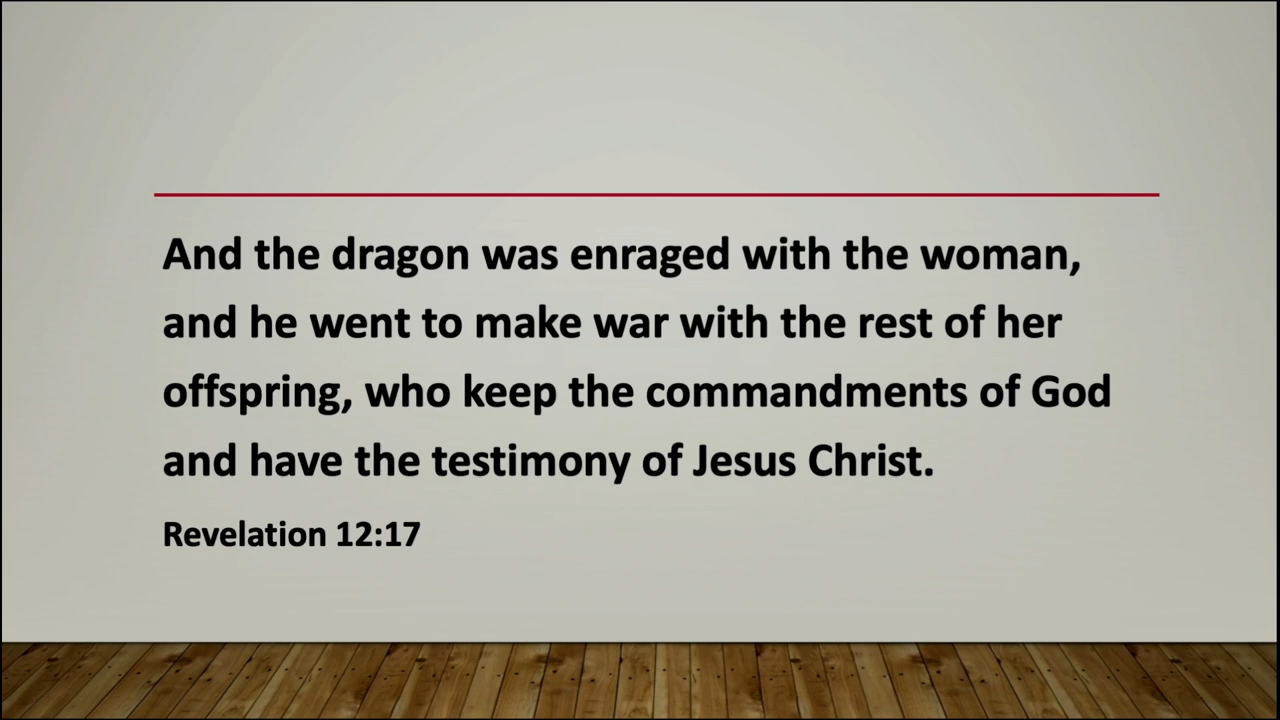 And the dragon was enraged with the woman,
and he went to make war with the rest of her
offspring, who keep the commandments of God
and have the testimony of Jesus Christ.
Revelation 12:17